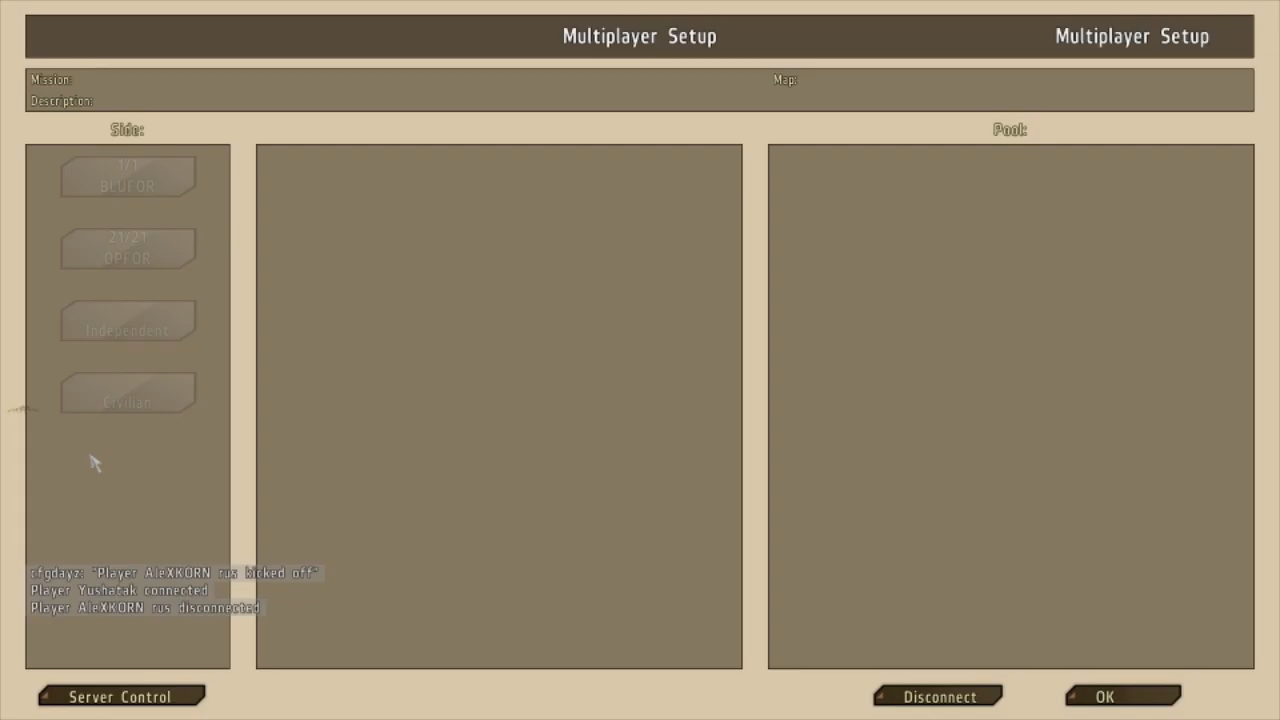 Multiplayer Setup
Multiplayer Setup
Mission:
Map:
Description:
Side:
Pool:
1/1
BLUFOR
21/21
OPFOR
Independent
Civilian
cfgdayz: "Player AleXKORN rus kicked off"
Player Yushatak connected
Player AleXKORN rus disconnected
Server Control
Disconnect
OK